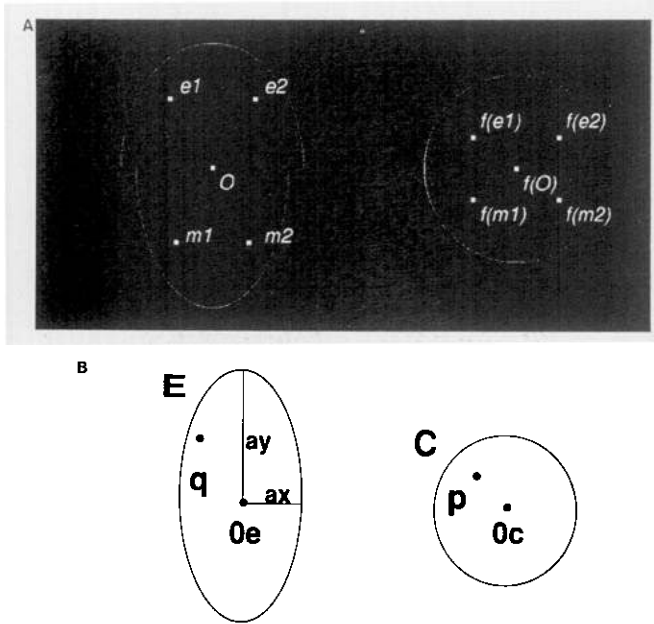 A
e1 e2
f(e1) f(e2)
O f(O)
f(m1) f(m2)
m1 m2
B
E
C
ay
q
ax
p
0e
0c